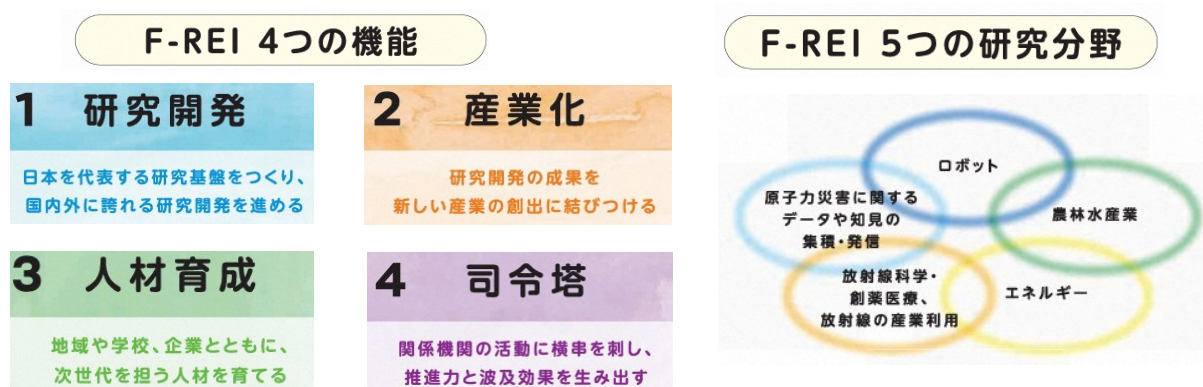 F-REI 4つの機能
1 研究開発
日本を代表する研究基盤をつくり、
国内外に誇れる研究開発を進める
2 産業化
研究開発の成果を
新しい産業の創出に結びつける
3 人材育成
地域や学校、企業とともに、
次世代を担う人材を育てる
4 司令塔
関係機関の活動に横串を刺し、
推進力と波及効果を生み出す
F-REI 5つの研究分野
ロボット
原子力災害に関する
データや知見の
集積・発信
農林水産業
放射線科学・
創薬医療、
放射線の産業利用
エネルギー